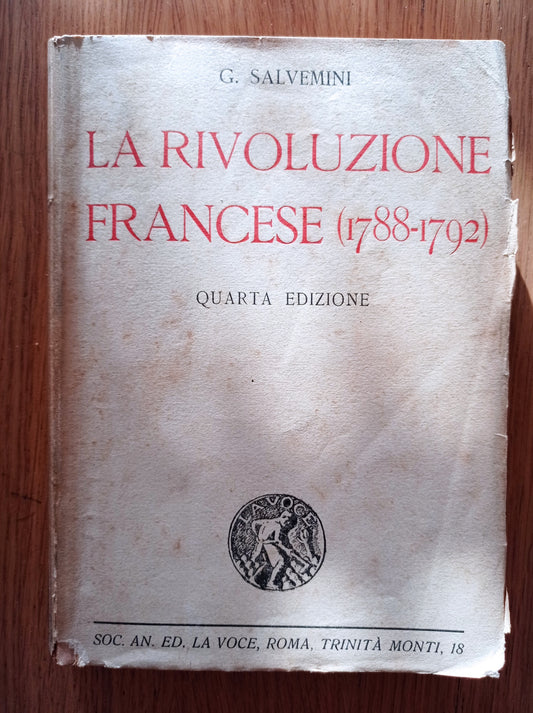 G. SALVEMINI
LA RIVOLUZIONE
FRANCESE (1788-1792)
QUARTA EDIZIONE
LA VOCE
SOC. AN. ED. LA VOCE, ROMA, TRINITÀ MONTI, 18